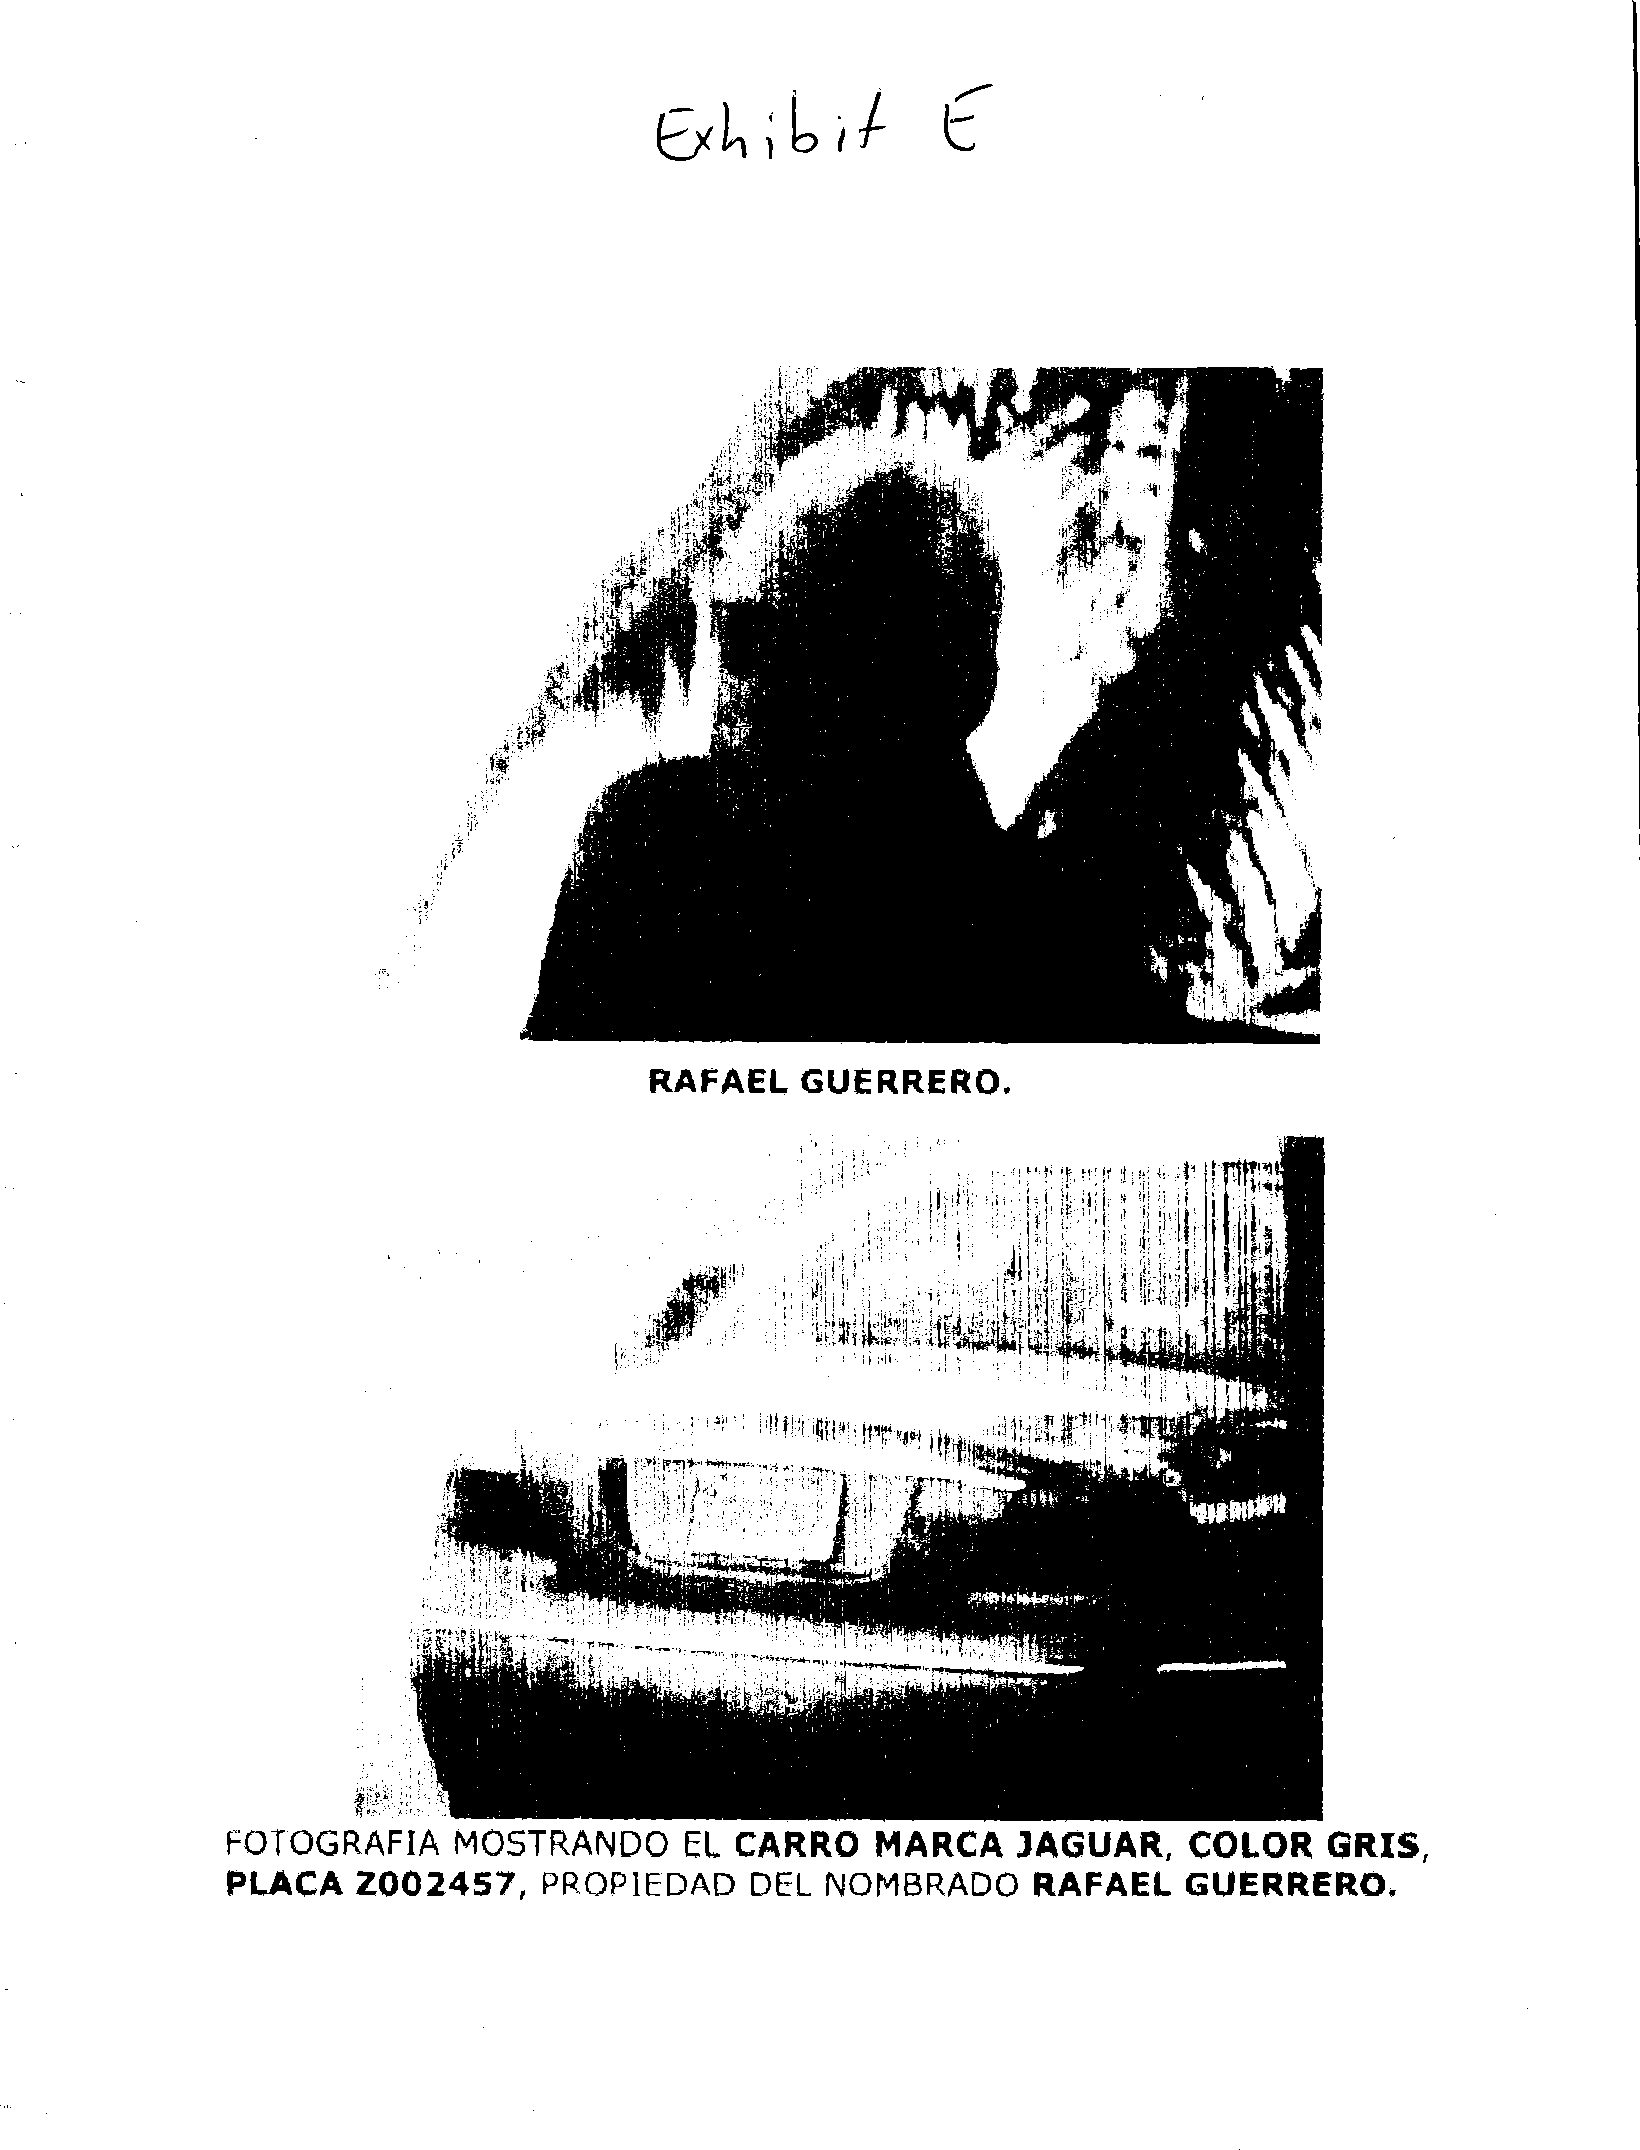 Exhibit E
RAFAEL GUERRERO.
FOTOGRAFIA MOSTRANDO EL CARRO MARCA JAGUAR, COLOR GRIS,
PLACA Z002457, PROPIEDAD DEL NOMBRADO RAFAEL GUERRERO.